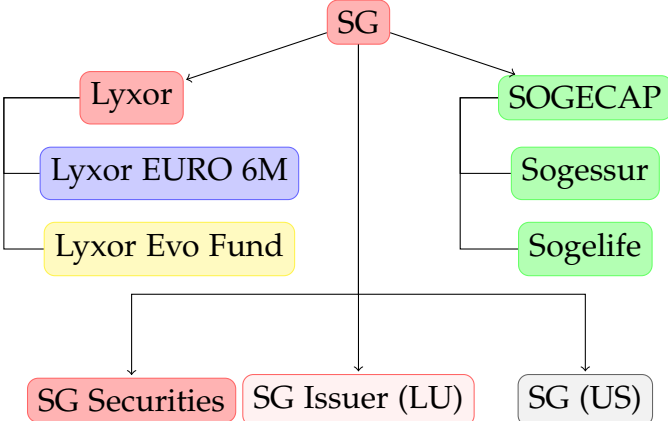 SG
Lyxor
SOGECAP
Lyxor EURO 6M
Sogessur
Lyxor Evo Fund
Sogelife
SG Securities
SG Issuer (LU)
SG (US)